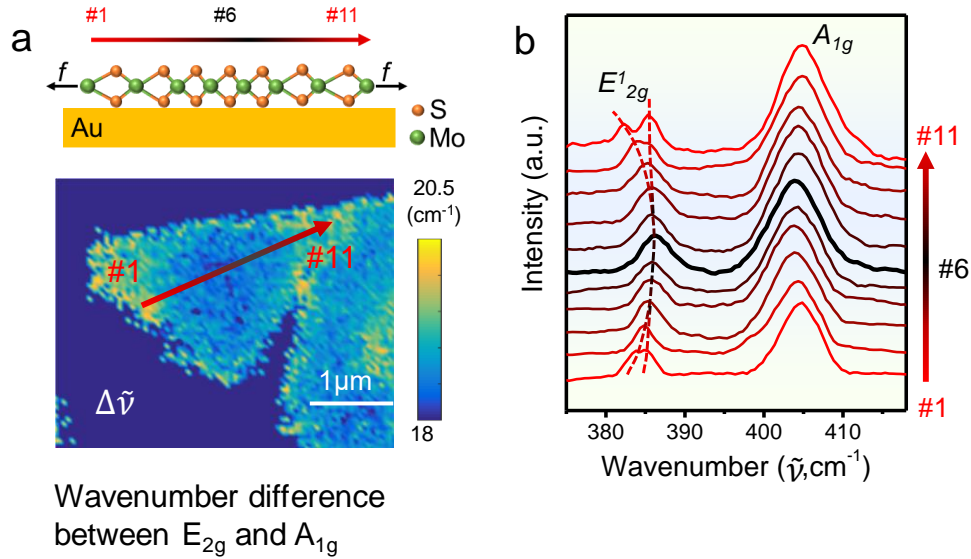 a
#1 #6 #11
f f
Au
S
Mo
20.5
(cm⁻¹)
#1
#11
1μm
Δṽ
18
Wavenumber difference
between E₂g and A₁g
b
A₁g
E¹₂g
Intensity (a.u.)
#11
#6
#1
380 390 400 410
Wavenumber (ṽ,cm⁻¹)